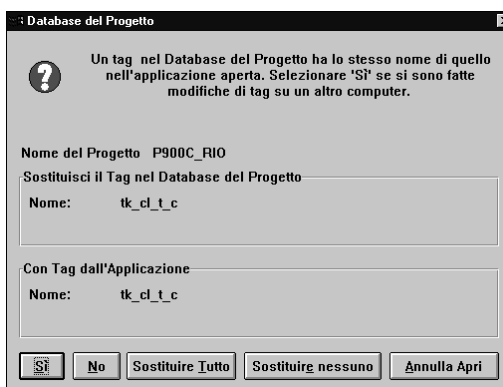 Database del Progetto
Un tag nel Database del Progetto ha lo stesso nome di quello
nell'applicazione aperta. Selezionare 'Sì' se si sono fatte
modifiche di tag su un altro computer.
Nome del Progetto P900C_RIO
Sostituisci il Tag nel Database del Progetto
Nome: tk_cl_t_c
Con Tag dall'Applicazione
Nome: tk_cl_t_c
Sì No Sostituire Tutto Sostituire nessuno Annulla Apri